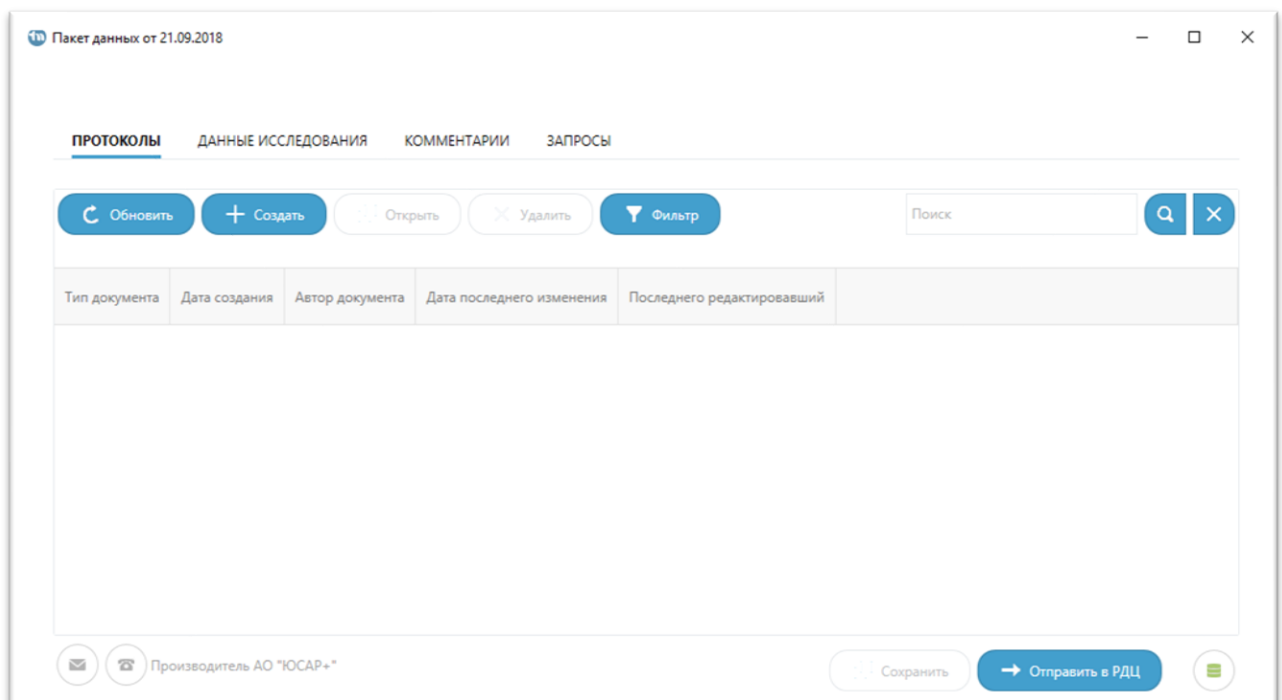 Пакет данных от 21.09.2018
ПРОТОКОЛЫ ДАННЫЕ ИССЛЕДОВАНИЯ КОММЕНТАРИИ ЗАПРОСЫ
Обновить Создать Открыть Удалить Фильтр Поиск
Тип документа Дата создания Автор документа Дата последнего изменения Последнего редактировавший
Производитель АО "ЮСАР+" Сохранить Отправить в РДЦ